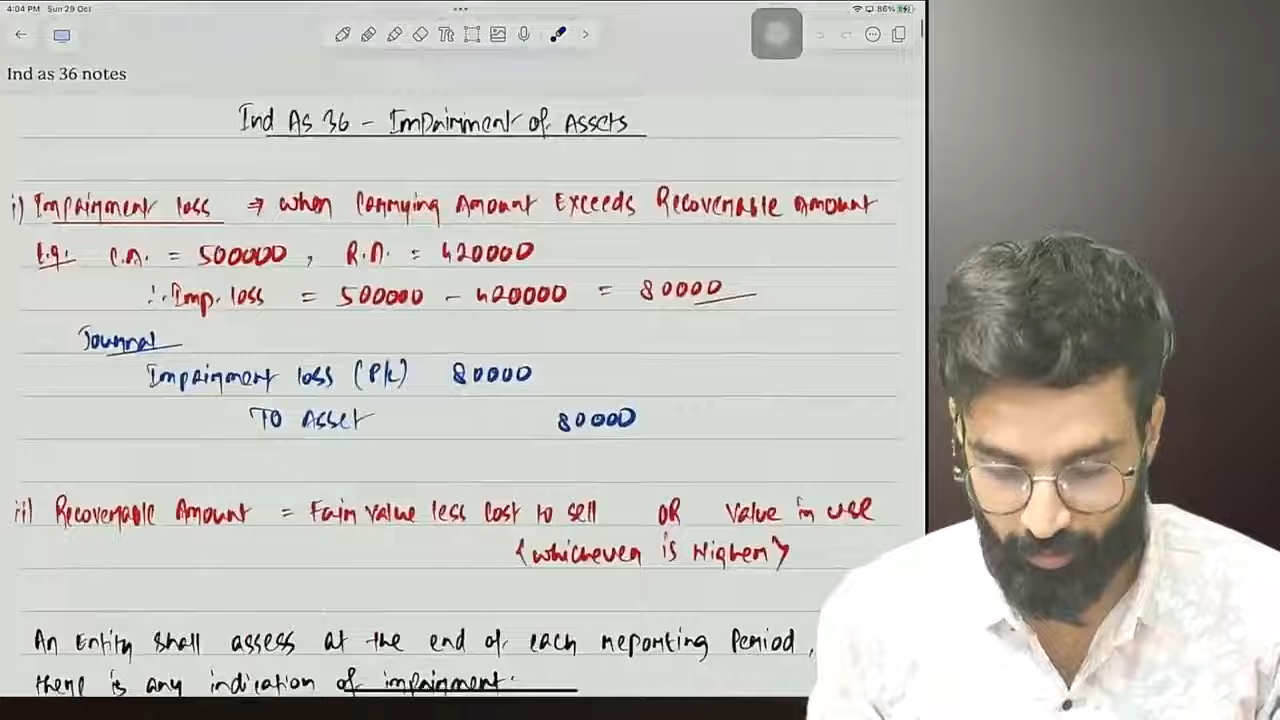 4:04 PM Sun 29 Oct
86%
Ind as 36 notes
Ind As 36 - Impairment of Assets
i) Impairment loss ⇒ when Carrying Amount Exceeds Recoverable Amount
E.g. C.A. = 500000, R.A. = 420000
∴ Imp. loss = 500000 - 420000 = 80000
Journal
Impairment loss (P/L) 80000
To Asset 80000
ii) Recoverable Amount = Fair value less cost to sell OR value in use
{whichever is Higher}
An Entity shall assess at the end of each reporting Period,
there is any indication of impairment.